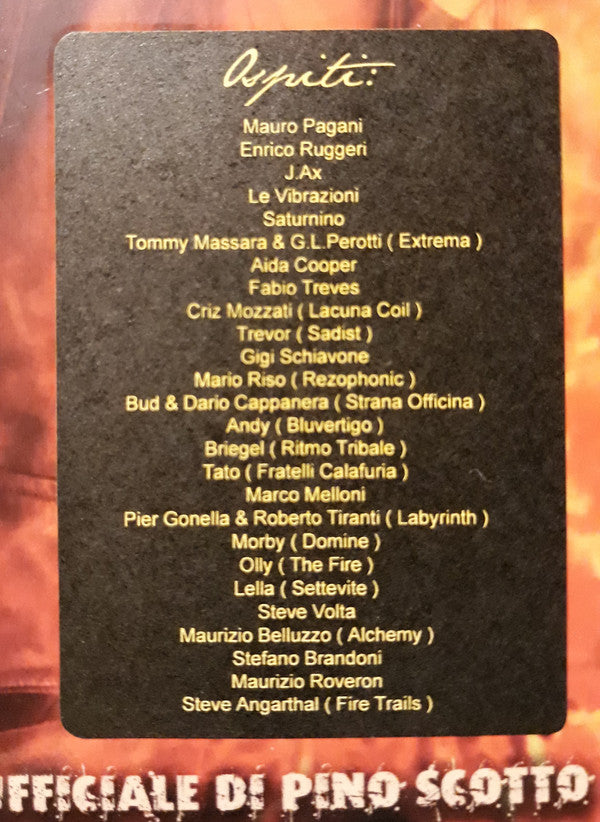 Ospiti:
Mauro Pagani
Enrico Ruggeri
J.Ax
Le Vibrazioni
Saturnino
Tommy Massara & G.L.Perotti ( Extrema )
Aida Cooper
Fabio Treves
Criz Mozzati ( Lacuna Coil )
Trevor ( Sadist )
Gigi Schiavone
Mario Riso ( Rezophonic )
Bud & Dario Cappanera ( Strana Officina )
Andy ( Bluvertigo )
Briegel ( Ritmo Tribale )
Tato ( Fratelli Calafuria )
Marco Melloni
Pier Gonella & Roberto Tiranti ( Labyrinth )
Morby ( Domine )
Olly ( The Fire )
Lella ( Settevite )
Steve Volta
Maurizio Belluzzo ( Alchemy )
Stefano Brandoni
Maurizio Roveron
Steve Angarthal ( Fire Trails )
UFFICIALE DI PINO SCOTTO